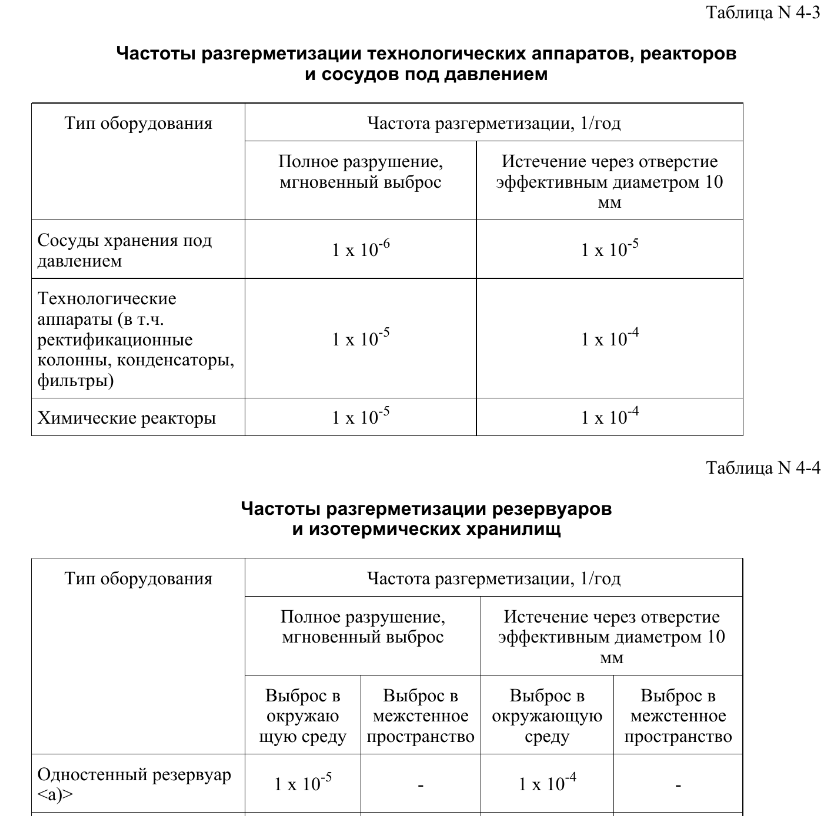 Таблица N 4-3
Частоты разгерметизации технологических аппаратов, реакторов
и сосудов под давлением
Тип оборудования
Частота разгерметизации, 1/год
Полное разрушение,
мгновенный выброс
Истечение через отверстие
эффективным диаметром 10
мм
Сосуды хранения под
давлением
1 x 10-6
1 x 10-5
Технологические
аппараты (в т.ч.
ректификационные
колонны, конденсаторы,
фильтры)
1 x 10-5
1 x 10-4
Химические реакторы
1 x 10-5
1 x 10-4
Таблица N 4-4
Частоты разгерметизации резервуаров
и изотермических хранилищ
Тип оборудования
Частота разгерметизации, 1/год
Полное разрушение,
мгновенный выброс
Истечение через отверстие
эффективным диаметром 10
мм
Выброс в
окружаю
щую среду
Выброс в
межстенное
пространство
Выброс в
окружающую
среду
Выброс в
межстенное
пространство
Одностенный резервуар
<а)>
1 x 10-5
-
1 x 10-4
-